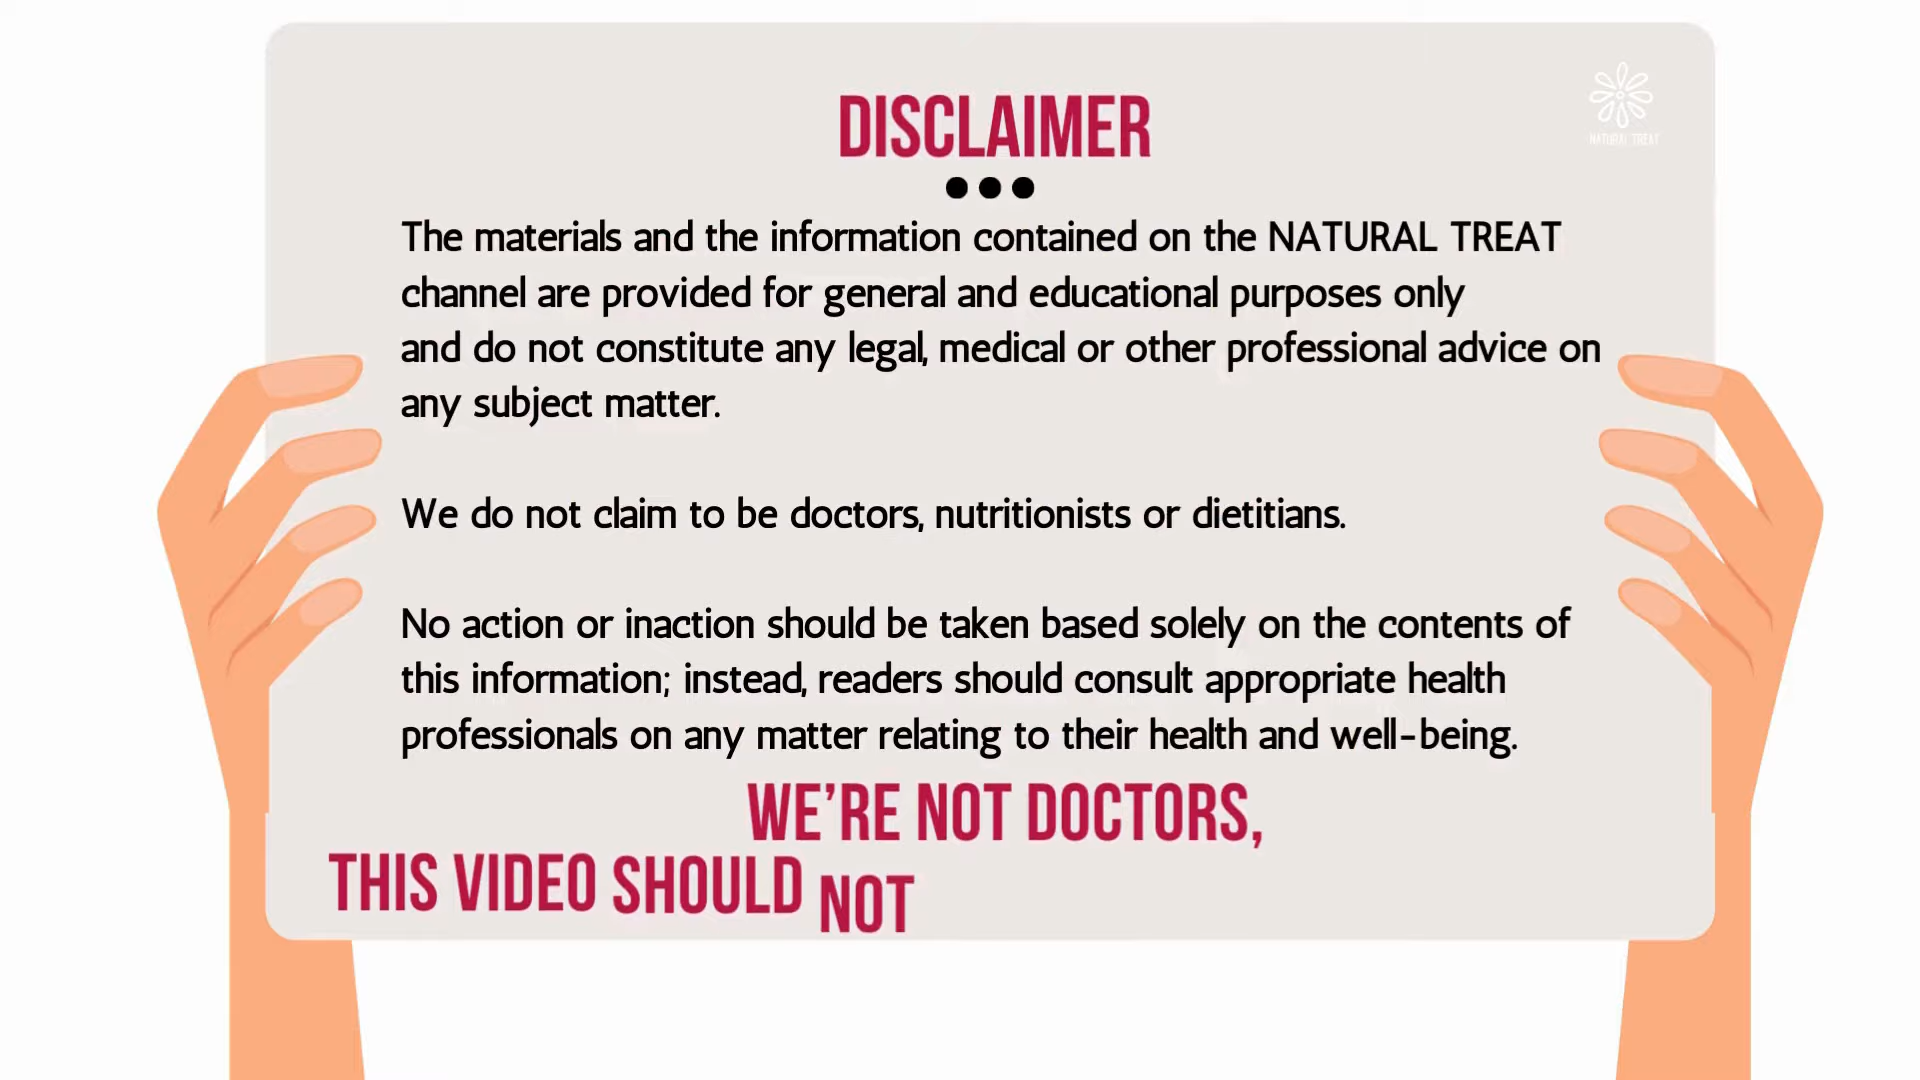 DISCLAIMER
NATURAL TREAT
The materials and the information contained on the NATURAL TREAT
channel are provided for general and educational purposes only
and do not constitute any legal, medical or other professional advice on
any subject matter.
We do not claim to be doctors, nutritionists or dietitians.
No action or inaction should be taken based solely on the contents of
this information; instead, readers should consult appropriate health
professionals on any matter relating to their health and well-being.
WE'RE NOT DOCTORS,
THIS VIDEO SHOULD NOT